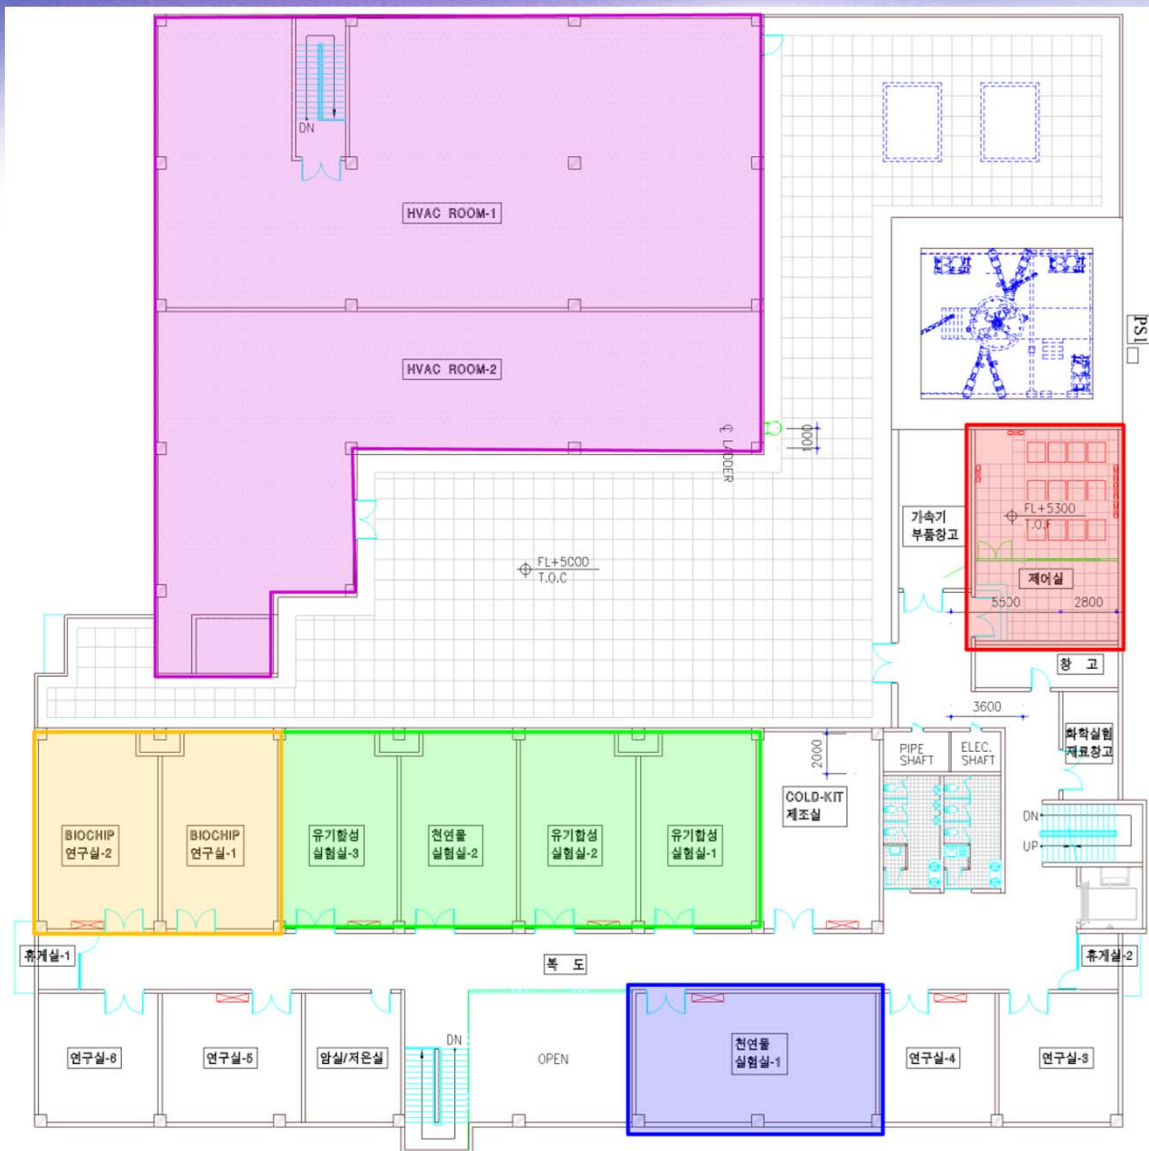 DN
HVAC ROOM-1
PS1
HVAC ROOM-2
℄ LADDER
1000
가속기
부품창고
FL+5300
T.O.F
FL+5000
T.O.C
제어실
5500
2800
창 고
3600
2000
PIPE
SHAFT
ELEC.
SHAFT
화학실험
재료창고
BIOCHIP
연구실-2
BIOCHIP
연구실-1
유기합성
실험실-3
천연물
실험실-2
유기합성
실험실-2
유기합성
실험실-1
COLD-KIT
제조실
DN
UP
휴게실-1
복 도
휴게실-2
연구실-6
연구실-5
암실/저온실
DN
OPEN
천연물
실험실-1
연구실-4
연구실-3